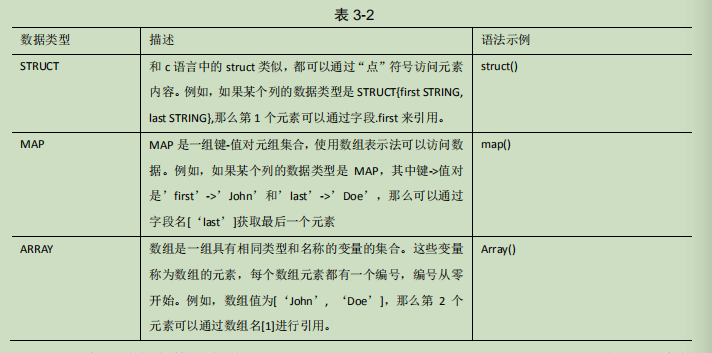 表 3-2
数据类型 描述 语法示例
STRUCT 和 c 语言中的 struct 类似，都可以通过“点”符号访问元素 struct()
内容。例如，如果某个列的数据类型是 STRUCT{first STRING,
last STRING},那么第 1 个元素可以通过字段.first 来引用。
MAP MAP 是一组键-值对元组集合，使用数组表示法可以访问数 map()
据。例如，如果某个列的数据类型是 MAP，其中键->值对
是’first’->’John’和’last’->’Doe’，那么可以通过
字段名[‘last’]获取最后一个元素
ARRAY 数组是一组具有相同类型和名称的变量的集合。这些变量 Array()
称为数组的元素，每个数组元素都有一个编号，编号从零
开始。例如，数组值为[‘John’, ‘Doe’]，那么第 2 个
元素可以通过数组名[1]进行引用。